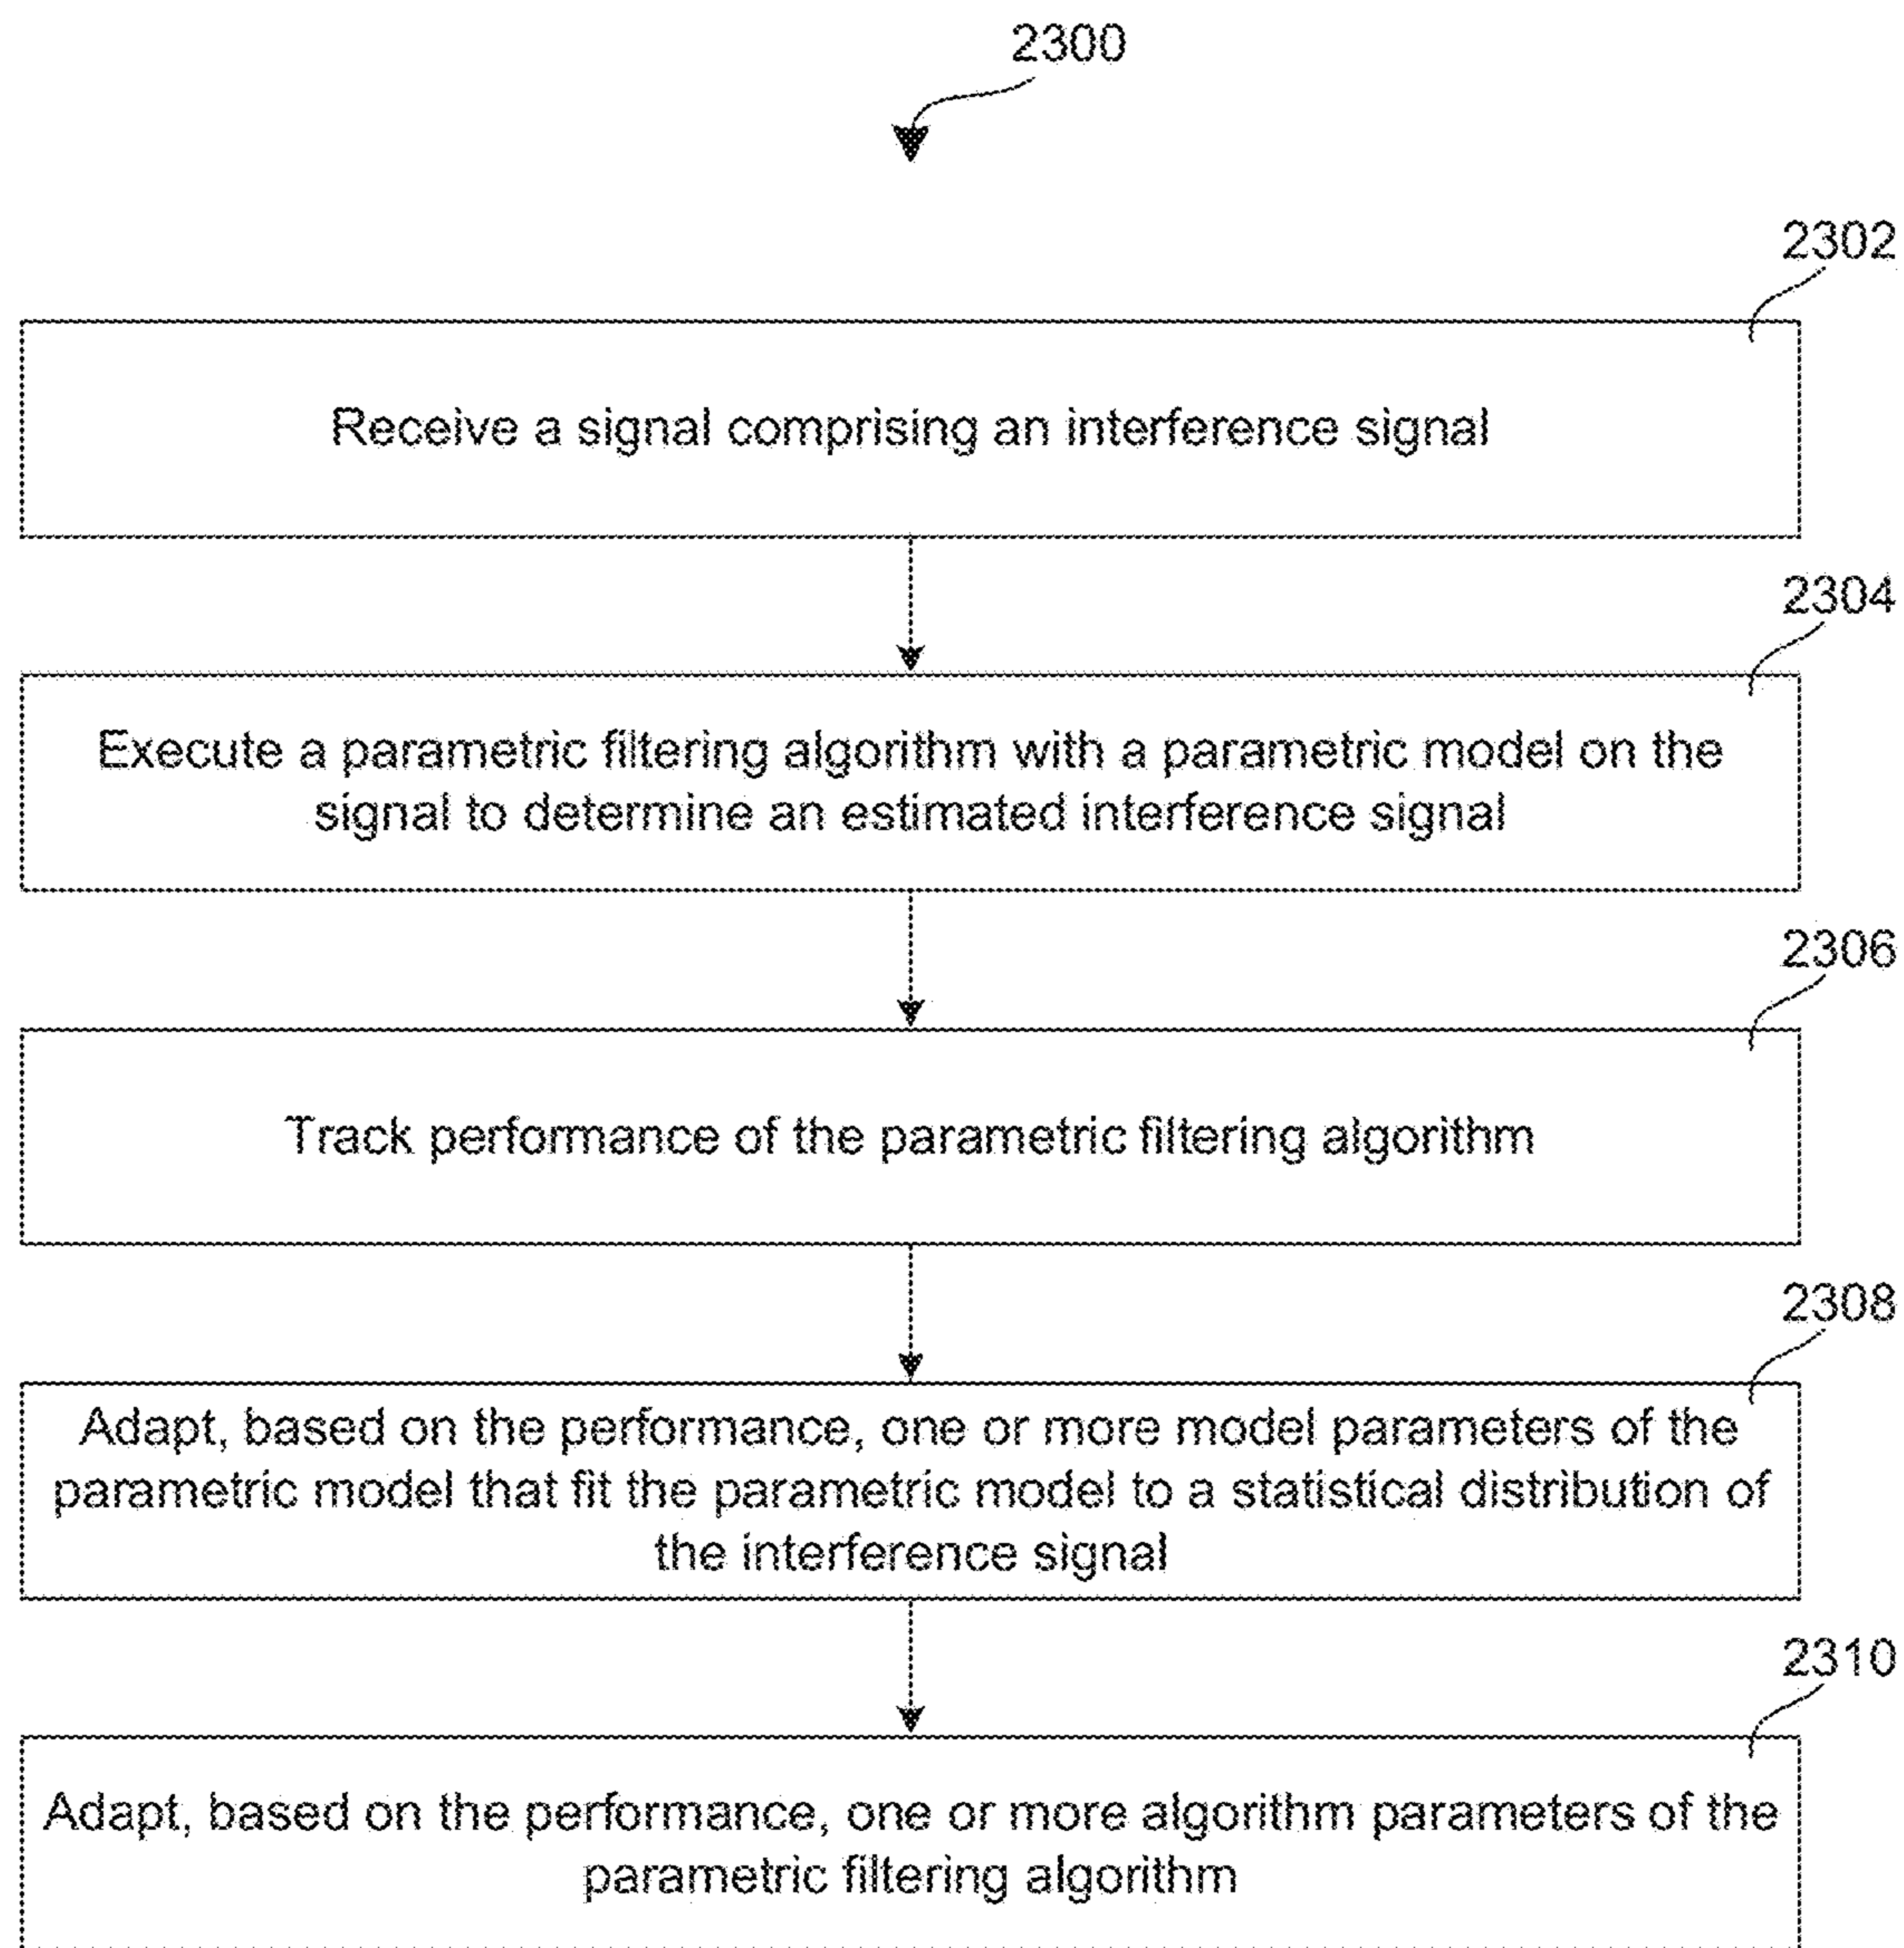 2300
2302
Receive a signal comprising an interference signal
2304
Execute a parametric filtering algorithm with a parametric model on the
signal to determine an estimated interference signal
2306
Track performance of the parametric filtering algorithm
2308
Adapt, based on the performance, one or more model parameters of the
parametric model that fit the parametric model to a statistical distribution of
the interference signal
2310
Adapt, based on the performance, one or more algorithm parameters of the
parametric filtering algorithm